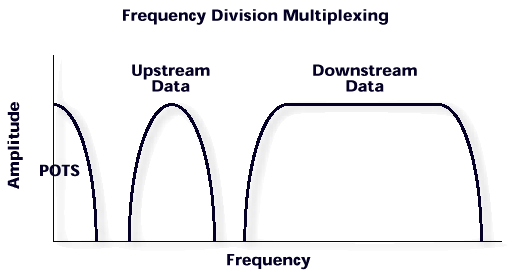 Frequency Division Multiplexing
Upstream
Data
Downstream
Data
Amplitude
POTS
Frequency